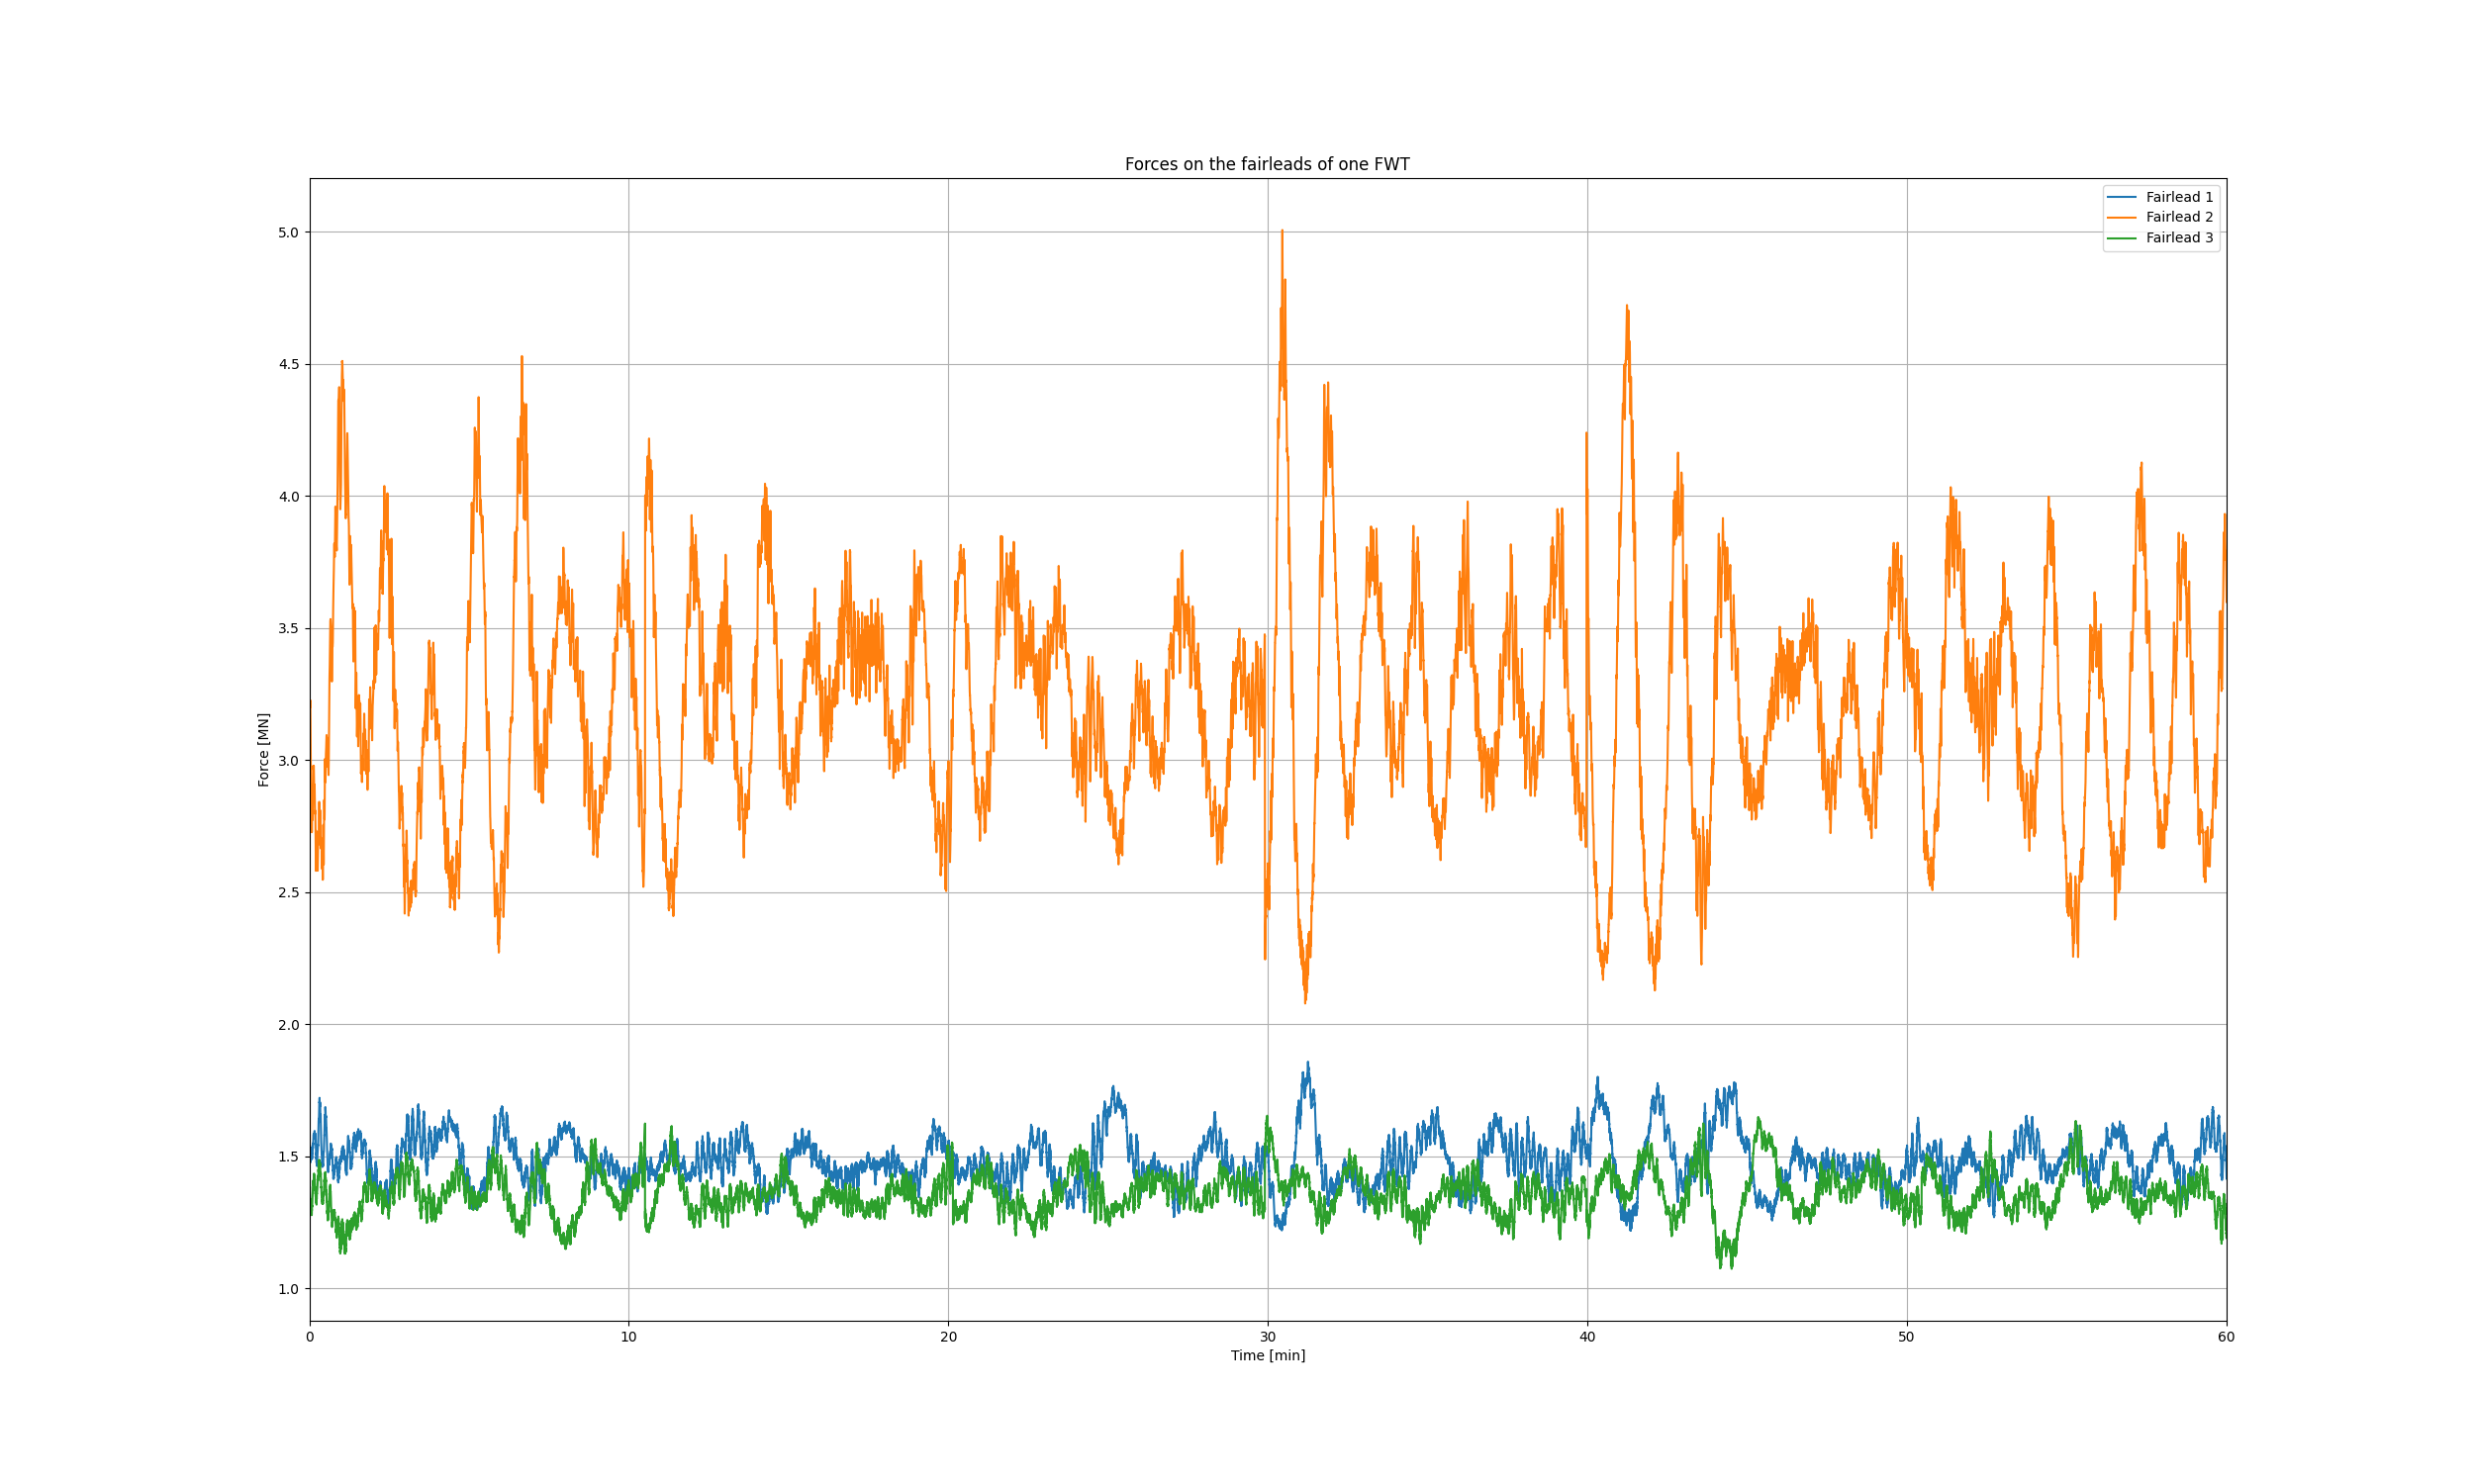 Forces on the fairleads of one FWT
Fairlead 1
Fairlead 2
Fairlead 3
Force [MN]
5.0
4.5
4.0
3.5
3.0
2.5
2.0
1.5
1.0
0 10 20 30 40 50 60
Time [min]